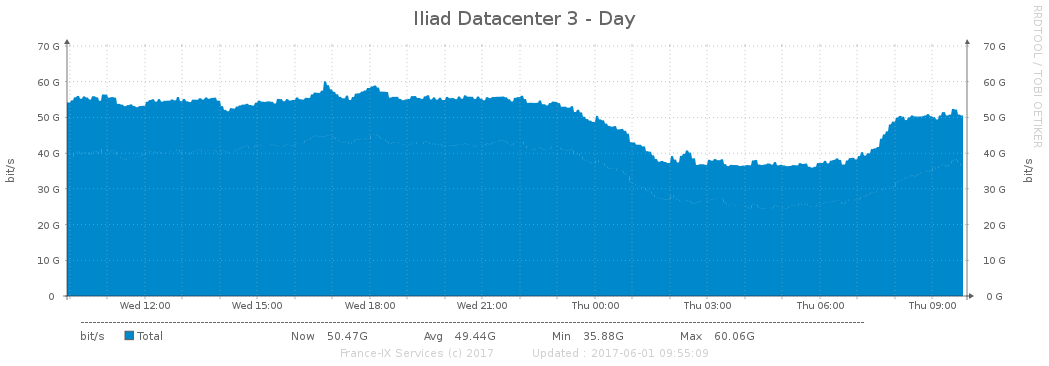 Iliad Datacenter 3 - Day
RRDTOOL / TOBI OETIKER
70 G 70 G
60 G 60 G
50 G 50 G
40 G 40 G
30 G 30 G
20 G 20 G
10 G 10 G
0 0 G
bit/s bit/s
Wed 12:00 Wed 15:00 Wed 18:00 Wed 21:00 Thu 00:00 Thu 03:00 Thu 06:00 Thu 09:00
bit/s Total Now 50.47G Avg 49.44G Min 35.88G Max 60.06G
France-IX Services (c) 2017 Updated : 2017-06-01 09:55:09